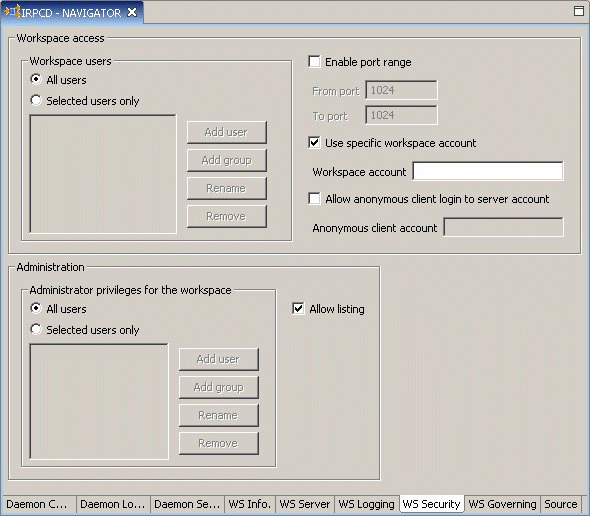 IRPCD - NAVIGATOR
Workspace access
Workspace users
All users
Selected users only
Add user
Add group
Rename
Remove
Enable port range
From port 1024
To port 1024
Use specific workspace account
Workspace account
Allow anonymous client login to server account
Anonymous client account
Administration
Administrator privileges for the workspace
All users
Selected users only
Add user
Add group
Rename
Remove
Allow listing
Daemon C... Daemon Lo... Daemon Se... WS Info. WS Server WS Logging WS Security WS Governing Source